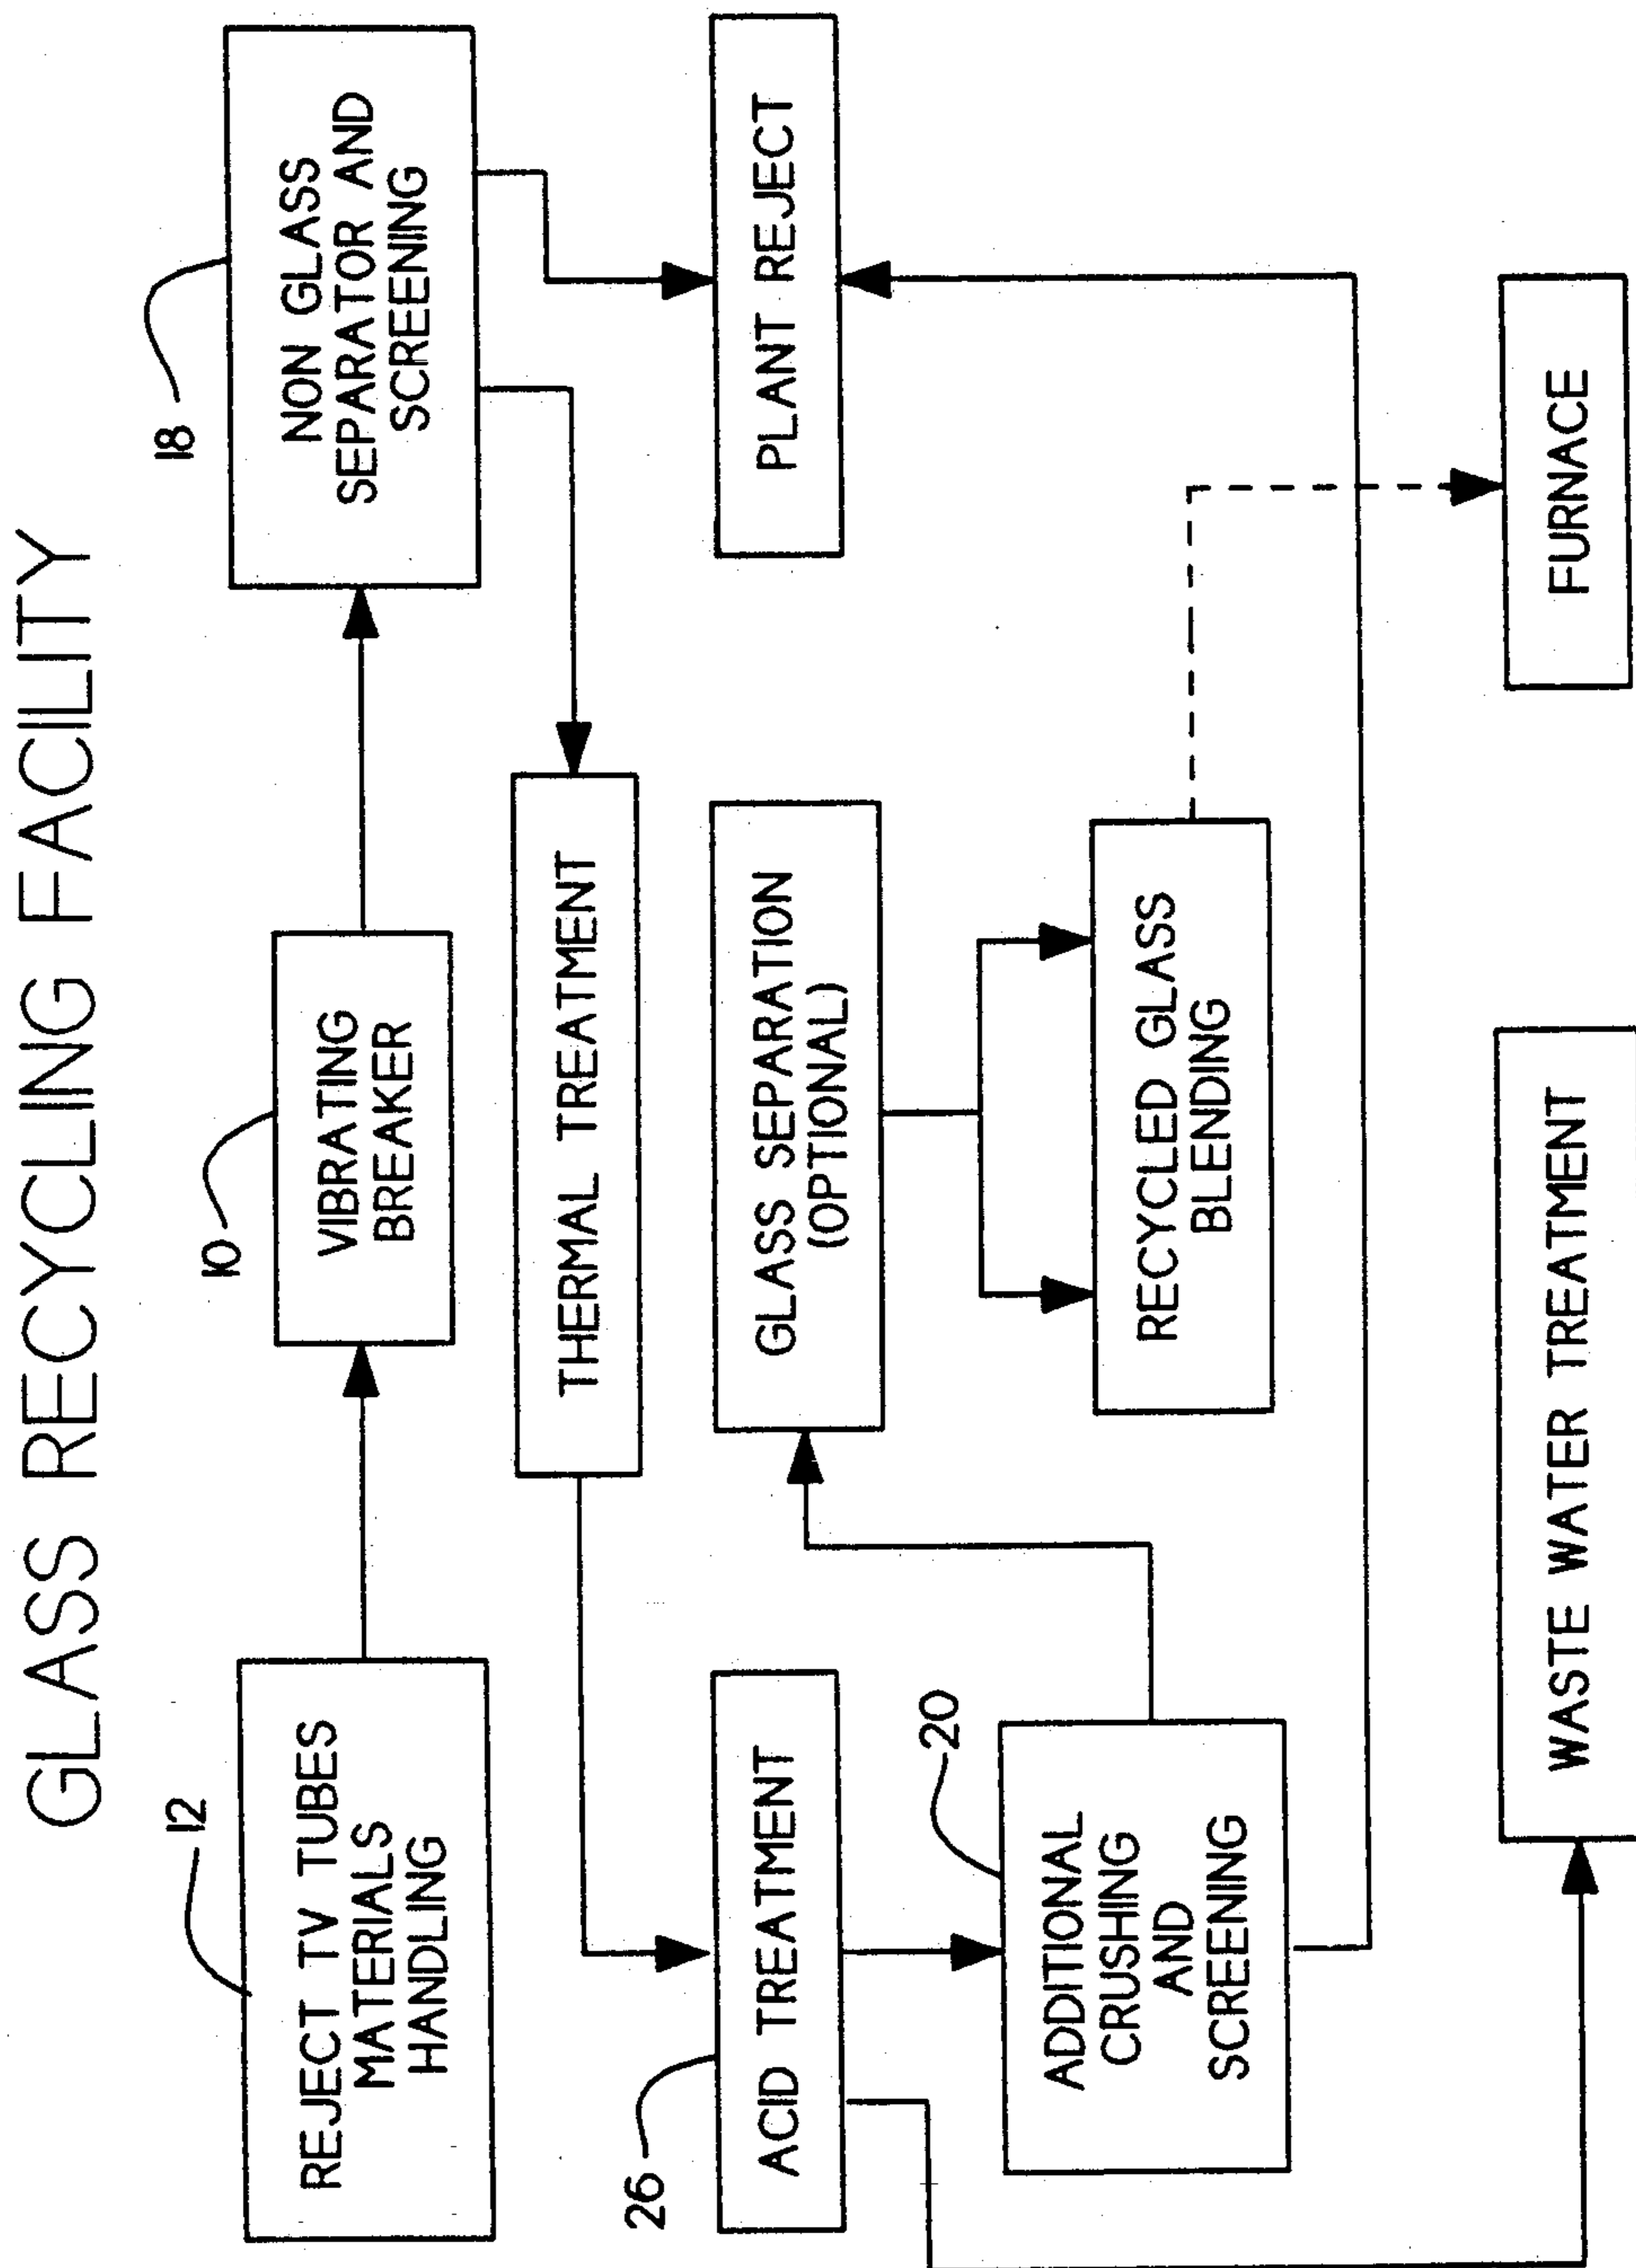 GLASS RECYCLING FACILITY
12
REJECT TV TUBES
MATERIALS
HANDLING
10
VIBRATING
BREAKER
18
NON GLASS
SEPARATOR AND
SCREENING
THERMAL TREATMENT
26
ACID TREATMENT
GLASS SEPARATION
(OPTIONAL)
PLANT REJECT
20
ADDITIONAL
CRUSHING
AND
SCREENING
RECYCLED GLASS
BLENDING
WASTE WATER TREATMENT
FURNACE